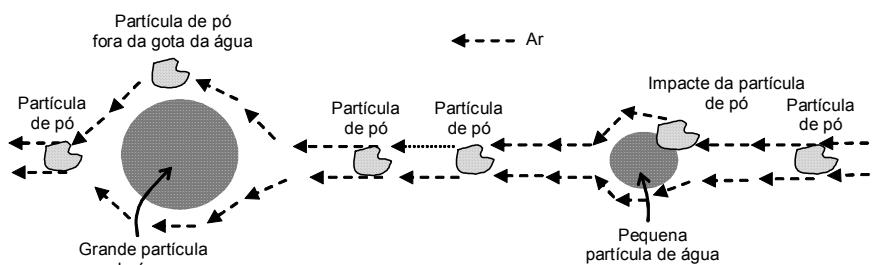 Partícula de pó
fora da gota da água
Ar
Partícula
de pó
Partícula
de pó
Partícula
de pó
Impacte da partícula
de pó
Partícula
de pó
Grande partícula
Pequena
partícula de água